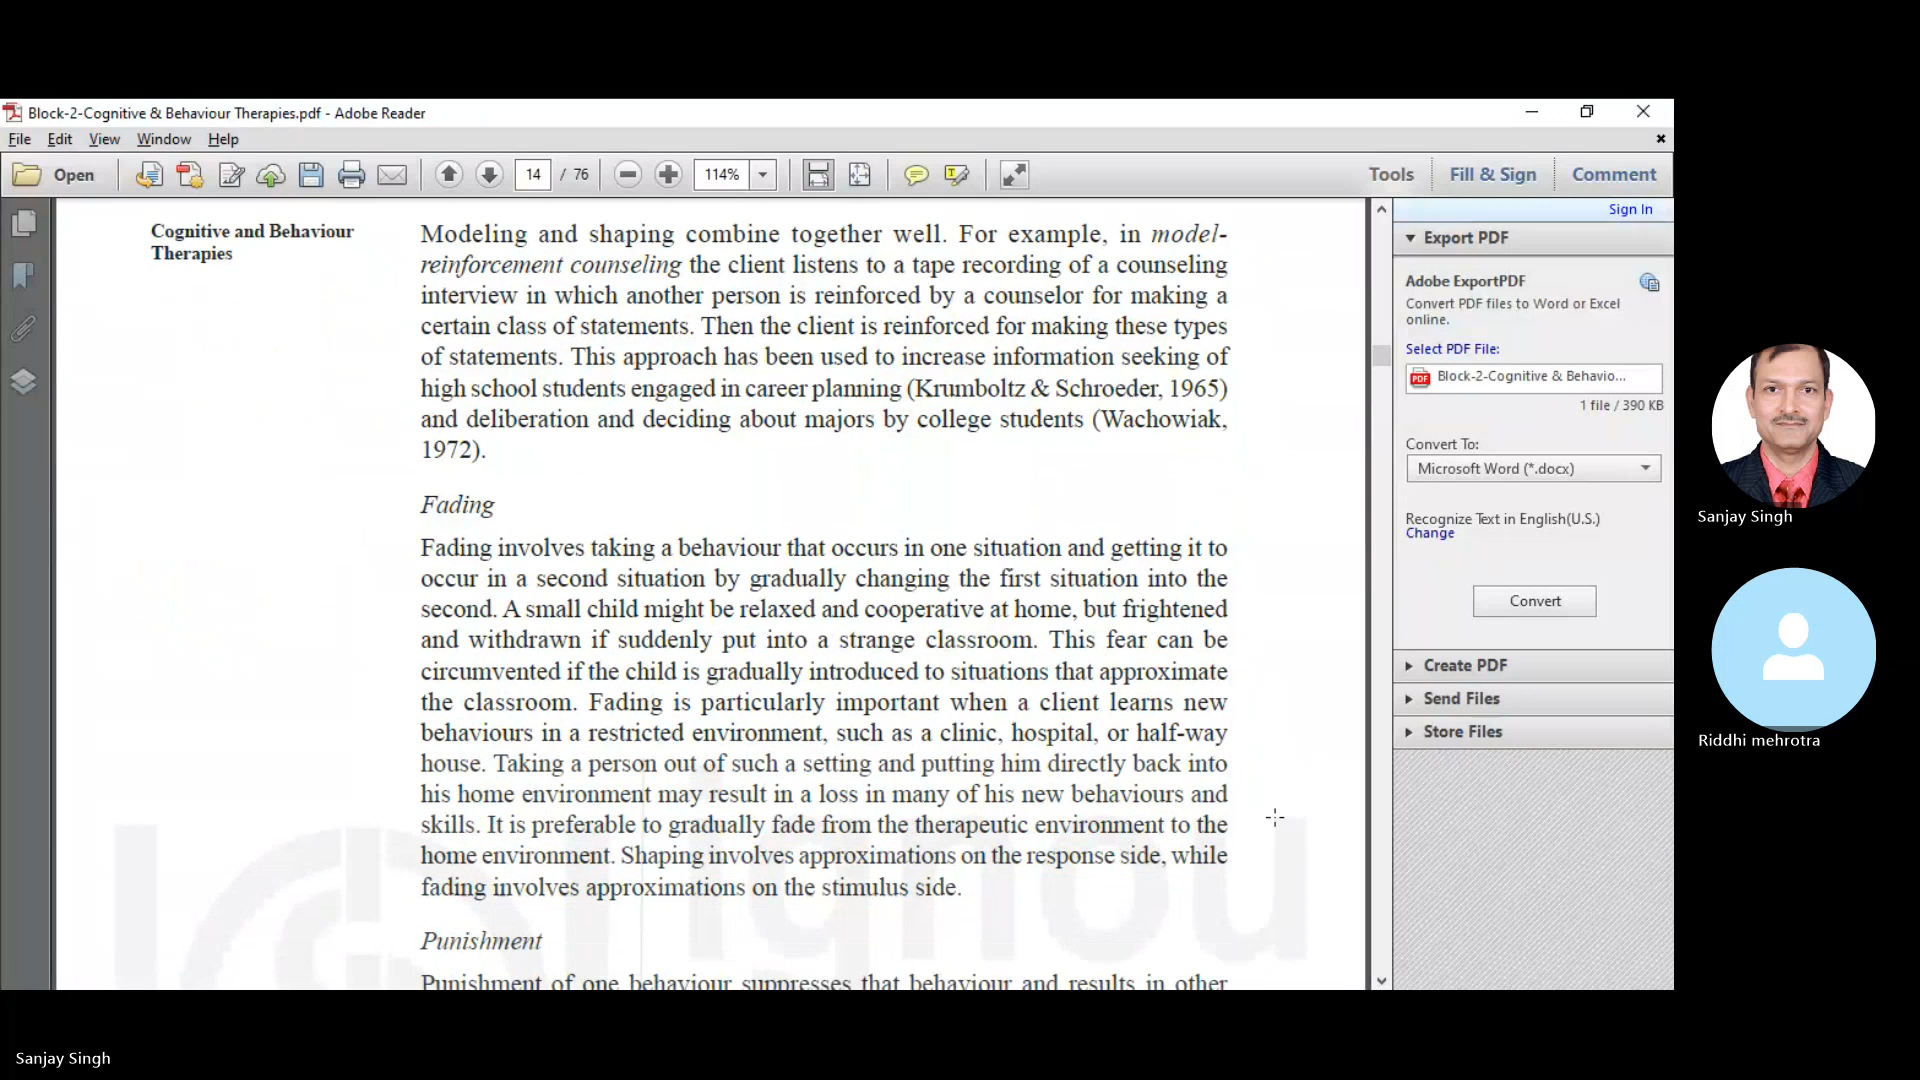 Block-2-Cognitive & Behaviour Therapies.pdf - Adobe Reader
File Edit View Window Help
Open 14 / 76 114% Tools Fill & Sign Comment
Sign In
Cognitive and Behaviour
Therapies
Modeling and shaping combine together well. For example, in model-
reinforcement counseling the client listens to a tape recording of a counseling
interview in which another person is reinforced by a counselor for making a
certain class of statements. Then the client is reinforced for making these types
of statements. This approach has been used to increase information seeking of
high school students engaged in career planning (Krumboltz & Schroeder, 1965)
and deliberation and deciding about majors by college students (Wachowiak,
1972).
Fading
Fading involves taking a behaviour that occurs in one situation and getting it to
occur in a second situation by gradually changing the first situation into the
second. A small child might be relaxed and cooperative at home, but frightened
and withdrawn if suddenly put into a strange classroom. This fear can be
circumvented if the child is gradually introduced to situations that approximate
the classroom. Fading is particularly important when a client learns new
behaviours in a restricted environment, such as a clinic, hospital, or half-way
house. Taking a person out of such a setting and putting him directly back into
his home environment may result in a loss in many of his new behaviours and
skills. It is preferable to gradually fade from the therapeutic environment to the
home environment. Shaping involves approximations on the response side, while
fading involves approximations on the stimulus side.
Punishment
Punishment of one behaviour suppresses that behaviour and results in other
ignou
Export PDF
Adobe ExportPDF
Convert PDF files to Word or Excel
online.
Select PDF File:
PDF Block-2-Cognitive & Behavio...
1 file / 390 KB
Convert To:
Microsoft Word (*.docx)
Recognize Text in English(U.S.)
Change
Convert
Create PDF
Send Files
Store Files
Sanjay Singh
Riddhi mehrotra
Sanjay Singh